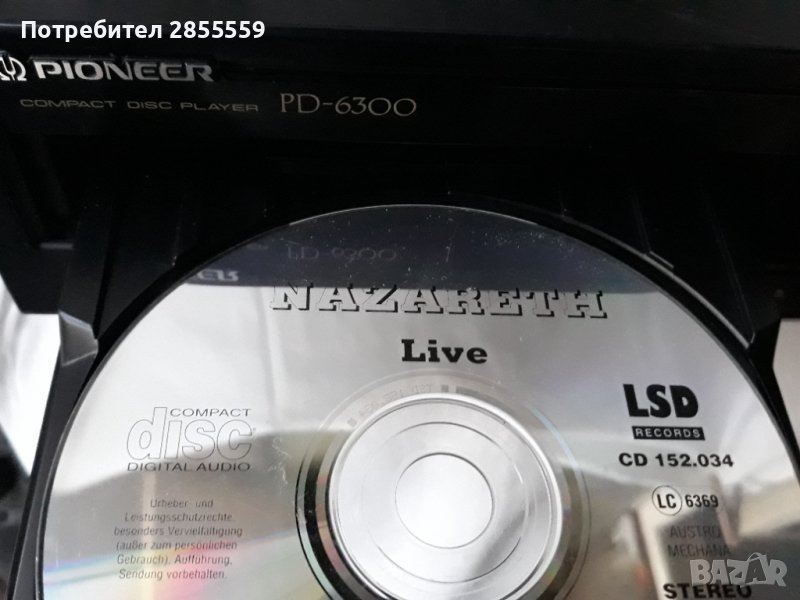 Потребител 2855559
PIONEER
COMPACT DISC PLAYER PD-6300
NAZARETH
Live
COMPACT
disc
DIGITAL AUDIO
LSD
RECORDS
CD 152.034
LC 6369
Urheber- und
Leistungsschutzrechte,
besonders Vervielfältigung
(außer zum persönlichen
Gebrauch), Aufführung,
Sendung vorbehalten.
AUSTRO
MECHANA
STEREO
BAZAR